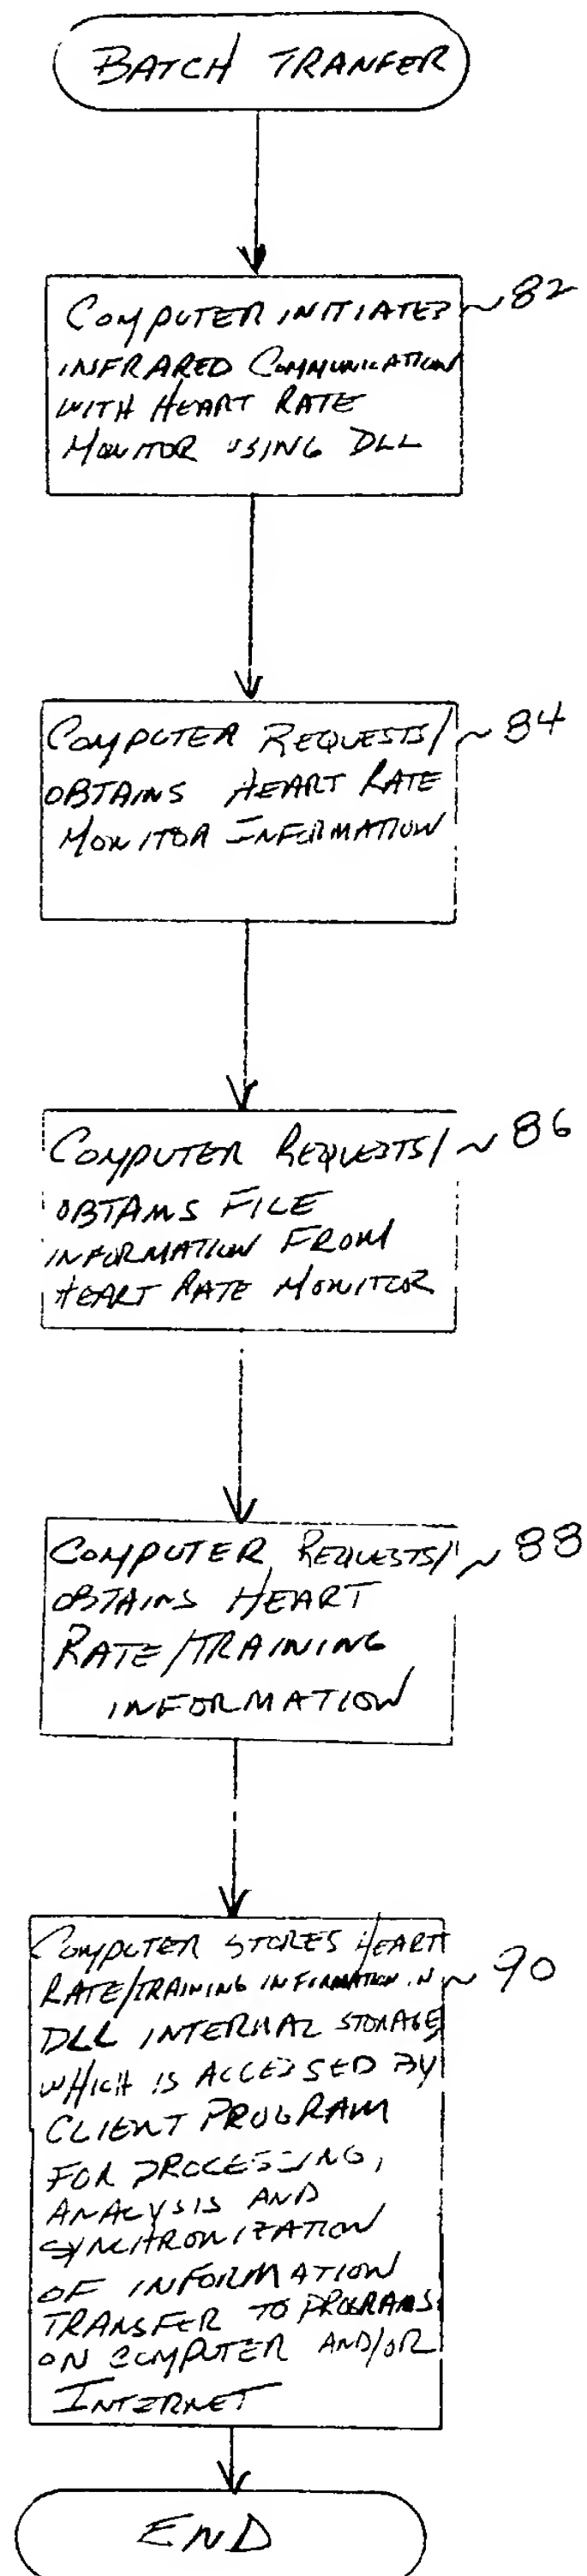 BATCH TRANFER
COMPUTER INITIATES ~82
INFRARED COMMUNICATION
WITH HEART RATE
MONITOR USING DLL
COMPUTER REQUESTS/ ~84
OBTAINS HEART RATE
MONITOR INFORMATION
COMPUTER REQUESTS/ ~86
OBTAINS FILE
INFORMATION FROM
HEART RATE MONITOR
COMPUTER REQUESTS/ ~88
OBTAINS HEART
RATE/TRAINING
INFORMATION
COMPUTER STORES HEART
RATE/TRAINING INFORMATION IN ~90
DLL INTERNAL STORAGE,
WHICH IS ACCESSED BY
CLIENT PROGRAM
FOR PROCESSING,
ANALYSIS AND
SYNCHRONIZATION
OF INFORMATION
TRANSFER TO PROGRAMS
ON COMPUTER AND/OR
INTERNET
END